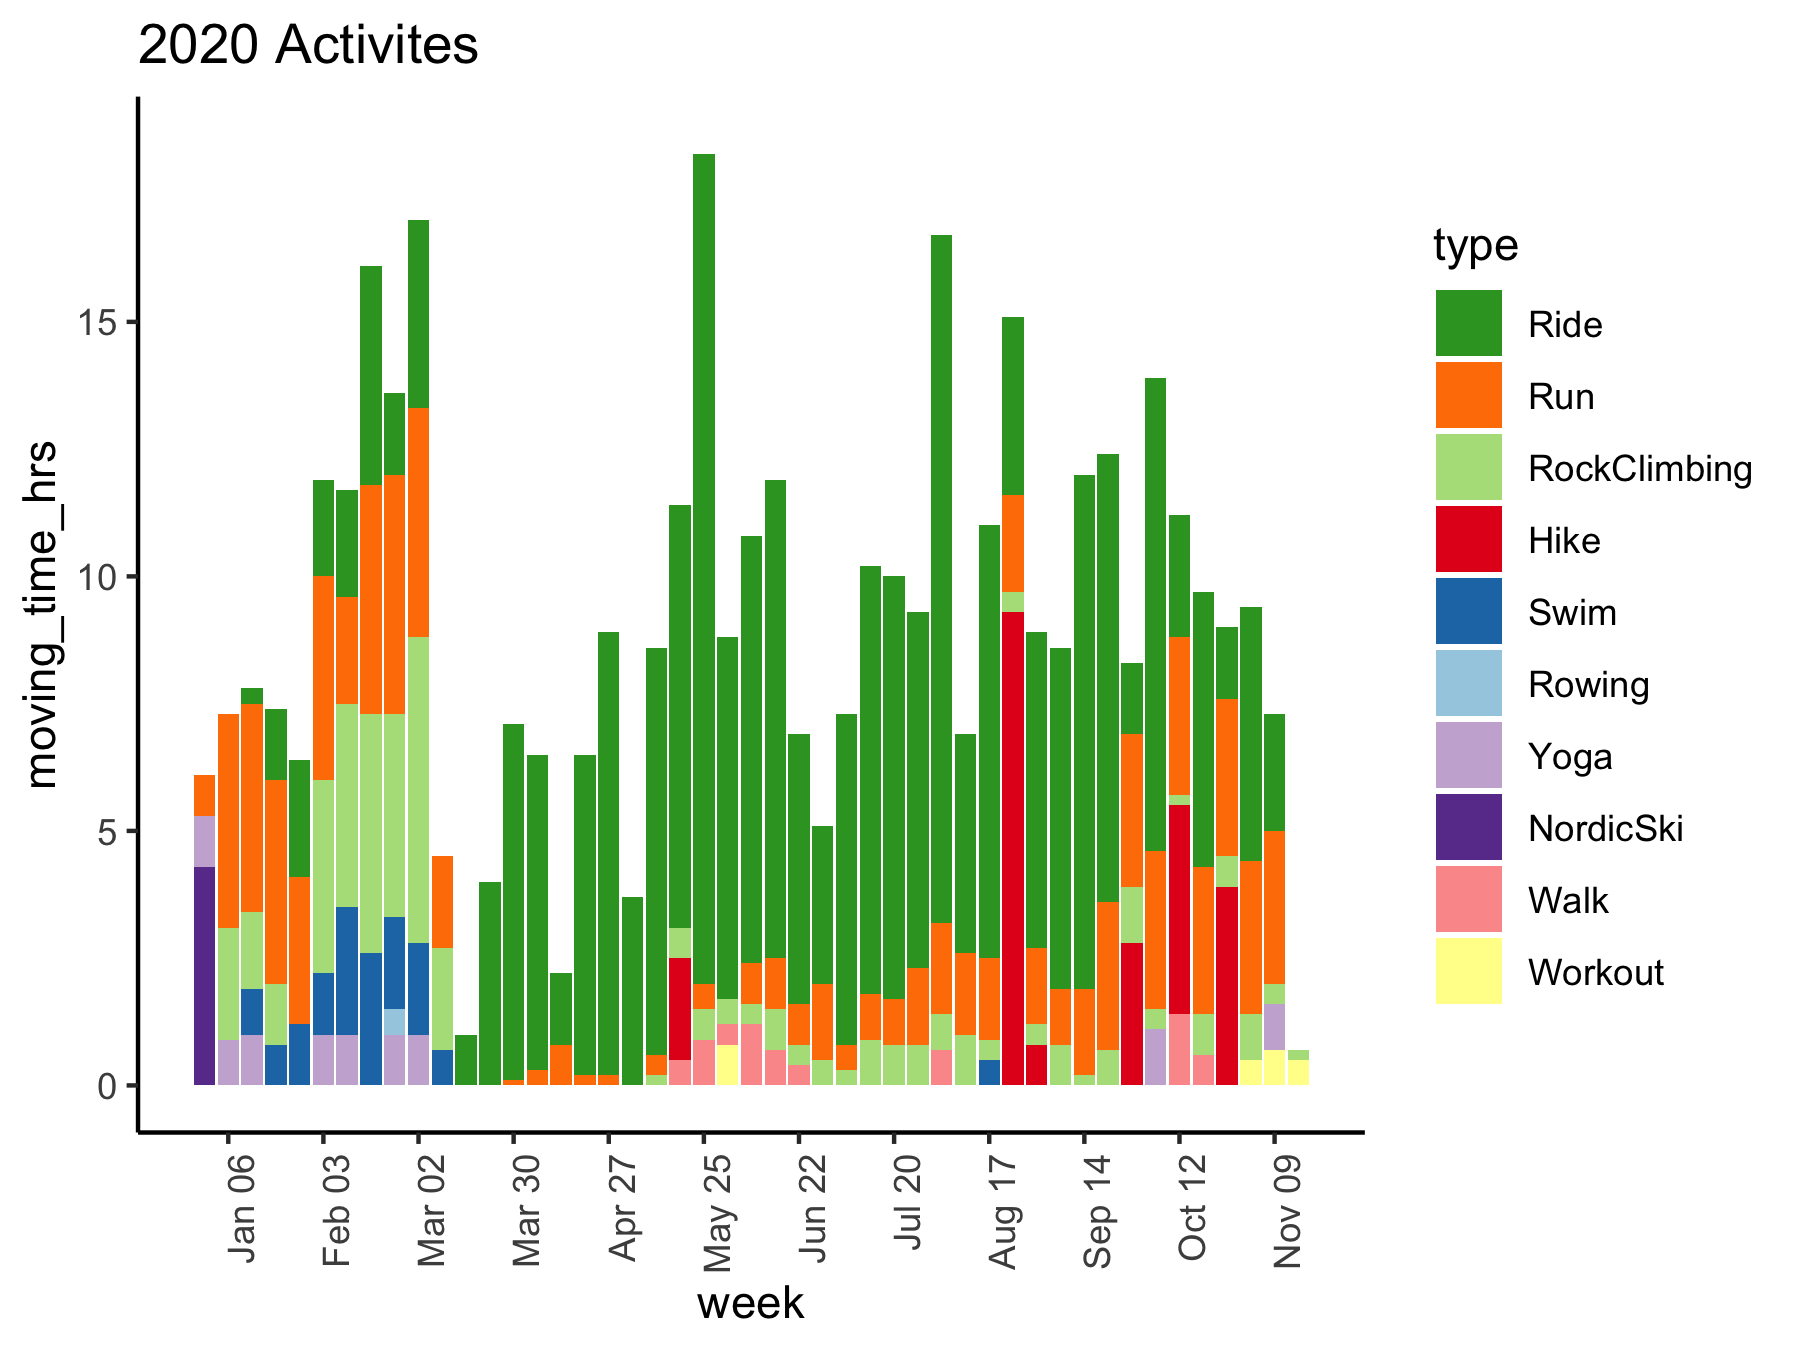 2020 Activites
moving_time_hrs
15
10
5
0
Jan 06
Feb 03
Mar 02
Mar 30
Apr 27
May 25
Jun 22
Jul 20
Aug 17
Sep 14
Oct 12
Nov 09
week
type
Ride
Run
RockClimbing
Hike
Swim
Rowing
Yoga
NordicSki
Walk
Workout